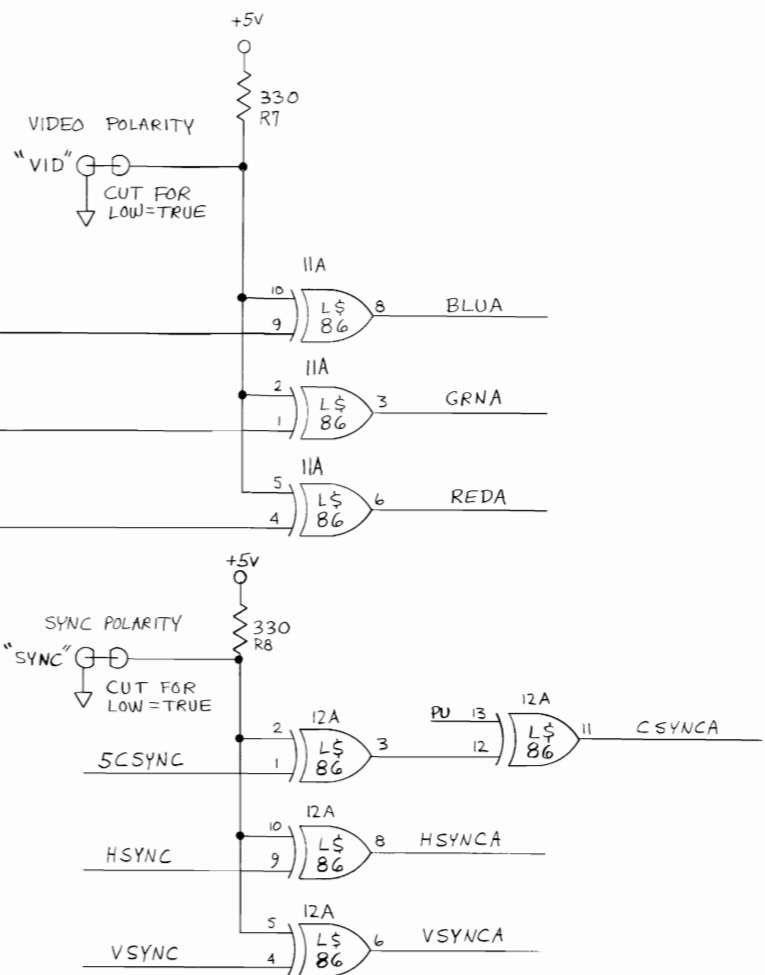 +5V
330
R7
VIDEO POLARITY
"VID"
CUT FOR
LOW=TRUE
11A
10
9
LS
86
8
BLUA
11A
2
1
LS
86
3
GRNA
11A
5
4
LS
86
6
REDA
+5V
330
R8
SYNC POLARITY
"SYNC"
CUT FOR
LOW=TRUE
12A
2
1
LS
86
3
5CSYNC
12A
PU
13
12
LS
86
11
CSYNCA
12A
10
9
LS
86
8
HSYNC
HSYNCA
12A
5
4
LS
86
6
VSYNC
VSYNCA